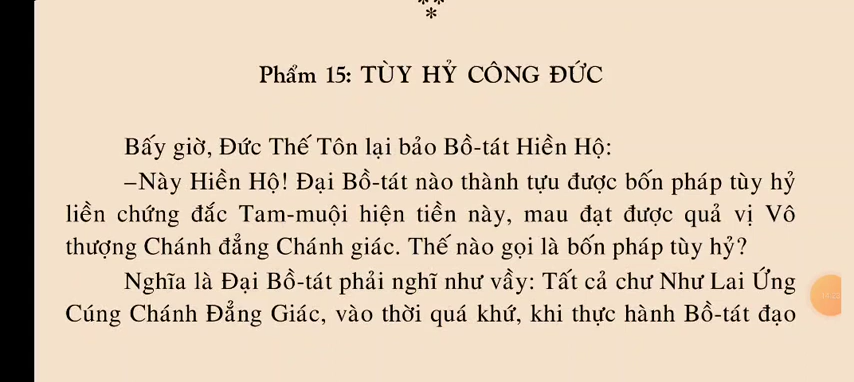 Phẩm 15: TÙY HỶ CÔNG ĐỨC
Bấy giờ, Đức Thế Tôn lại bảo Bồ-tát Hiền Hộ:
–Này Hiền Hộ! Đại Bồ-tát nào thành tựu được bốn pháp tùy hỷ
liền chứng đắc Tam-muội hiện tiền này, mau đạt được quả vị Vô
thượng Chánh đẳng Chánh giác. Thế nào gọi là bốn pháp tùy hỷ?
Nghĩa là Đại Bồ-tát phải nghĩ như vầy: Tất cả chư Như Lai Ứng
Cúng Chánh Đẳng Giác, vào thời quá khứ, khi thực hành Bồ-tát đạo